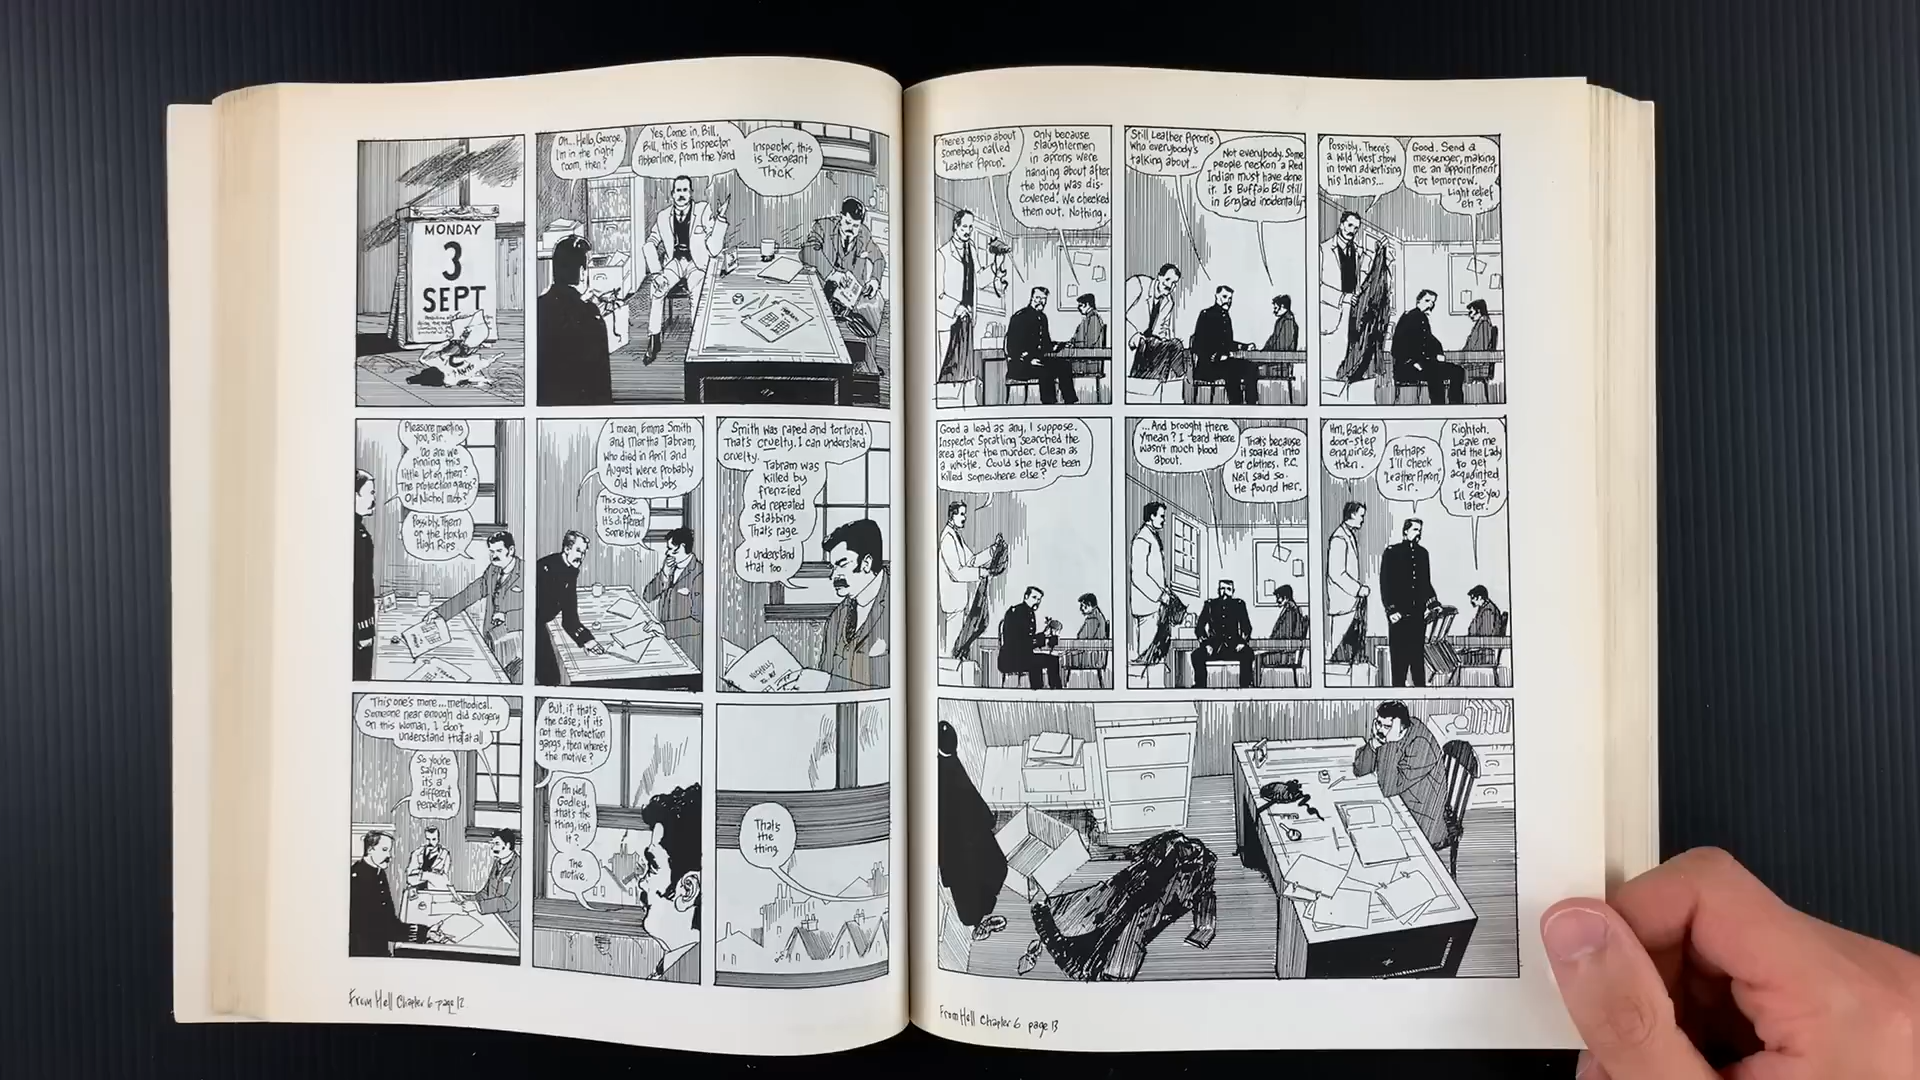 MONDAY
3
SEPT
Oh... Hello, George.
I'm in the right
room, then?
Yes, Come in, Bill.
Bill, this is Inspector
Abberline, from the Yard
Inspector, this
is Sergeant
Thick.
Pleasure meeting
you, sir.
So are we
pinning this
little lot on, then?
The protection gangs?
Old Nichol mob?
Possibly. Them
or the Hoxton
High Rips
I mean, Emma Smith
and Martha Tabram,
who died in April and
August were probably
Old Nichol jobs
This case
though...
It's different
Somehow
Smith was raped and tortured.
That's cruelty. I can understand
cruelty.
Tabram was
killed by
frenzied
and repeated
stabbing.
That's rage.
I understand
that too.
This one's more... methodical.
Someone near enough did surgery
on this woman. I don't
understand that at all
So you're
saying
it's a
different
perpetrator
But, if that's
the case; if it's
not the protection
gangs, then where's
the motive?
Ah well,
Godley,
that's the
thing, isn't
it?
The
motive.
That's
the
thing.
From Hell Chapter 6 page 12
There's gossip about
somebody called
'Leather Apron'.
Only because
slaughtermen
in aprons were
hanging about after
the body was dis-
covered. We checked
them out. Nothing.
Still Leather Apron's
who everybody's
talking about...
Not everybody. Some
people reckon a Red
Indian must have done
it. Is Buffalo Bill still
in England incidentally?
Possibly. There's
a wild west show
in town advertising
his Indians...
Good. Send a
messenger, making
me an appointment
for tomorrow.
Light relief
eh?
Good a lead as any, I suppose.
Inspector Spratling searched the
area after the murder. Clean as
a whistle. Could she have been
killed somewhere else?
...And brought there
y'mean? I 'eard there
wasn't much blood
about.
That's because
it soaked into
'er clothes. P.C.
Neil said so.
He found her.
Hm, Back to
door-step
enquiries,
then.
Perhaps
I'll check
'Leather Apron',
sir.
Rightoh.
Leave me
and the Lady
to get
acquainted,
eh?
I'll see you
later.
From Hell Chapter 6 page 13